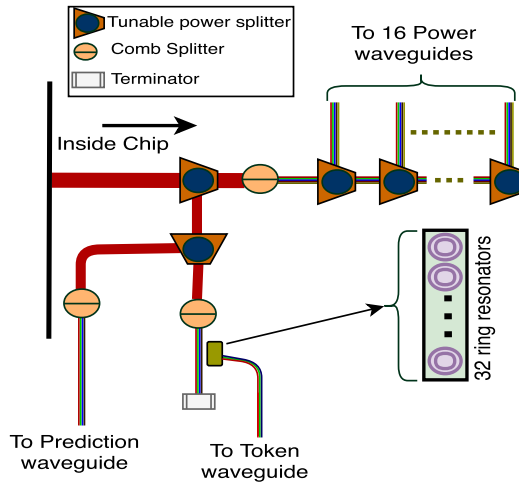 Tunable power splitter
Comb Splitter
Terminator
To 16 Power
waveguides
Inside Chip
32 ring resonators
To Prediction
waveguide
To Token
waveguide